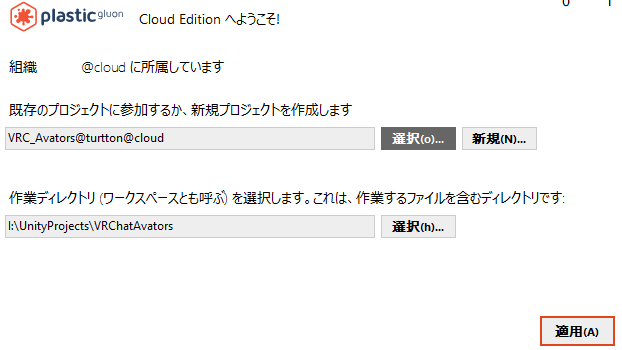 0 1
plastic gluon Cloud Edition へようこそ!
組織 @cloud に所属しています
既存のプロジェクトに参加するか、新規プロジェクトを作成します
VRC_Avators@turtton@cloud 選択(o)... 新規(N)...
作業ディレクトリ (ワークスペースとも呼ぶ) を選択します。これは、作業するファイルを含むディレクトリです:
I:\UnityProjects\VRChatAvators 選択(h)...
適用(A)